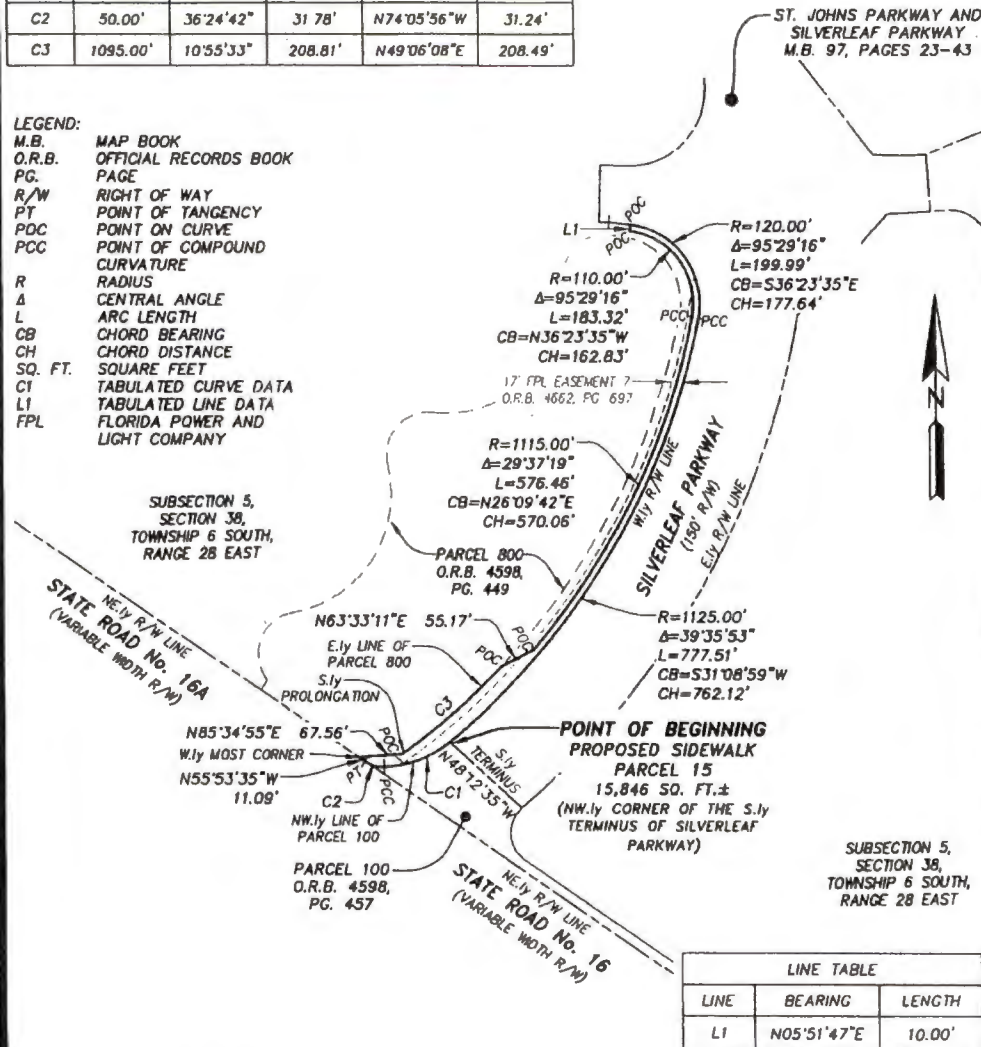 C2 50.00' 36°24'42" 31.78' N74°05'56"W 31.24'
C3 1095.00' 10°55'33" 208.81' N49°06'08"E 208.49'
ST. JOHNS PARKWAY AND
SILVERLEAF PARKWAY
M.B. 97, PAGES 23-43
LEGEND:
M.B. MAP BOOK
O.R.B. OFFICIAL RECORDS BOOK
PG. PAGE
R/W RIGHT OF WAY
PT POINT OF TANGENCY
POC POINT ON CURVE
PCC POINT OF COMPOUND
CURVATURE
R RADIUS
Δ CENTRAL ANGLE
L ARC LENGTH
CB CHORD BEARING
CH CHORD DISTANCE
SQ. FT. SQUARE FEET
C1 TABULATED CURVE DATA
L1 TABULATED LINE DATA
FPL FLORIDA POWER AND
LIGHT COMPANY
L1
POC
POC
R=120.00'
Δ=95°29'16"
L=199.99'
CB=S36°23'35"E
CH=177.64'
R=110.00'
Δ=95°29'16"
L=183.32'
CB=N36°23'35"W
CH=162.83'
PCC
PCC
17' FPL EASEMENT 7
O.R.B. 4662, PG 697
N
R=1115.00'
Δ=29°37'19"
L=576.46'
CB=N26°09'42"E
CH=570.06'
W.ly R/W LINE
SILVERLEAF PARKWAY
(150' R/W)
E.ly R/W LINE
SUBSECTION 5,
SECTION 38,
TOWNSHIP 6 SOUTH,
RANGE 28 EAST
PARCEL 800
O.R.B. 4598,
PG. 449
NE.ly R/W LINE
STATE ROAD No. 16A
(VARIABLE WIDTH R/W)
N63°33'11"E 55.17'
POC
POC
E.ly LINE OF
PARCEL 800
S.ly
PROLONGATION
C3
R=1125.00'
Δ=39°35'53"
L=777.51'
CB=S31°08'59"W
CH=762.12'
N85°34'55"E 67.56'
POC
W.ly MOST CORNER
PT
N55°53'35"W
11.09'
PCC
C2
C1
NW.ly LINE OF
PARCEL 100
S.ly
TERMINUS
N48°12'35"W
POINT OF BEGINNING
PROPOSED SIDEWALK
PARCEL 15
15,846 SQ. FT.±
(NW.ly CORNER OF THE S.ly
TERMINUS OF SILVERLEAF
PARKWAY)
PARCEL 100
O.R.B. 4598,
PG. 457
NE.ly R/W LINE
STATE ROAD No. 16
(VARIABLE WIDTH R/W)
SUBSECTION 5,
SECTION 38,
TOWNSHIP 6 SOUTH,
RANGE 28 EAST
LINE TABLE
LINE BEARING LENGTH
L1 N05°51'47"E 10.00'